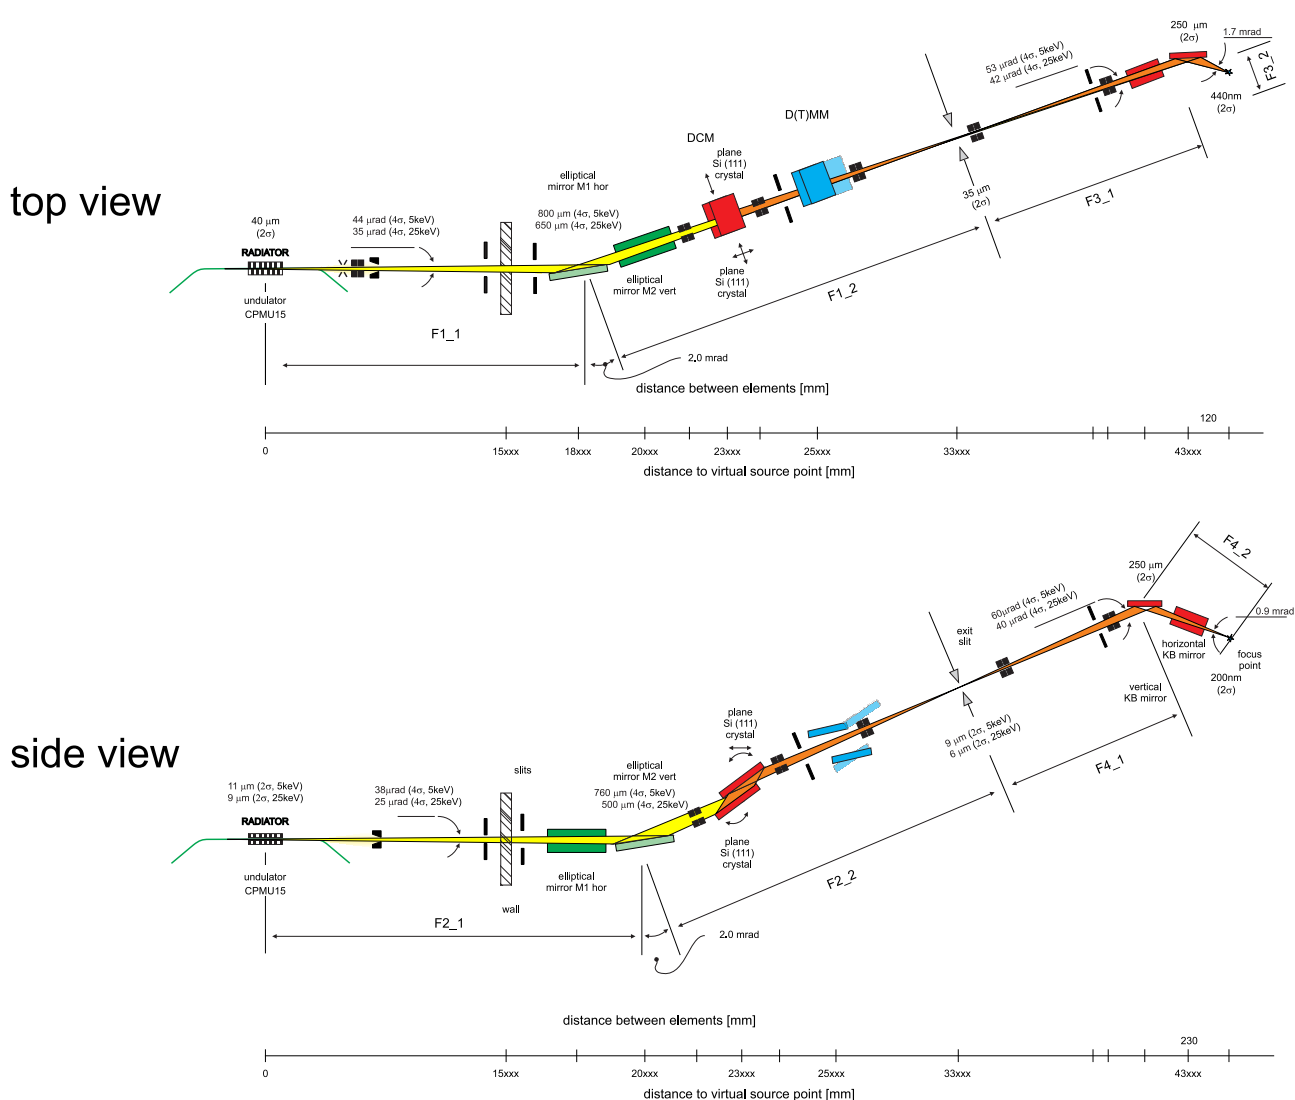 top view
40 μm
(2σ)
RADIATOR
undulator
CPMU15
44 μrad (4σ, 5keV)
35 μrad (4σ, 25keV)
F1_1
elliptical
mirror M1 hor
800 μm (4σ, 5keV)
650 μm (4σ, 25keV)
elliptical
mirror M2 vert
2.0 mrad
DCM
plane
Si (111)
crystal
plane
Si (111)
crystal
D(T)MM
F1_2
35 μm
(2σ)
53 μrad (4σ, 5keV)
42 μrad (4σ, 25keV)
F3_1
250 μm
(2σ)
1.7 mrad
F3_2
440nm
(2σ)
distance between elements [mm]
120
0
15xxx
18xxx
20xxx
23xxx
25xxx
33xxx
43xxx
distance to virtual source point [mm]
side view
11 μm (2σ, 5keV)
9 μm (2σ, 25keV)
RADIATOR
undulator
CPMU15
38μrad (4σ, 5keV)
25 μrad (4σ, 25keV)
slits
wall
F2_1
elliptical
mirror M1 hor
elliptical
mirror M2 vert
760 μm (4σ, 5keV)
500 μm (4σ, 25keV)
2.0 mrad
plane
Si (111)
crystal
plane
Si (111)
crystal
F2_2
exit
slit
9 μm (2σ, 5keV)
6 μm (2σ, 25keV)
60μrad (4σ, 5keV)
40 μrad (4σ, 25keV)
F4_1
250 μm
(2σ)
F4_2
0.9 mrad
horizontal
KB mirror
focus
point
200nm
(2σ)
vertical
KB mirror
distance between elements [mm]
230
0
15xxx
20xxx
23xxx
25xxx
33xxx
43xxx
distance to virtual source point [mm]